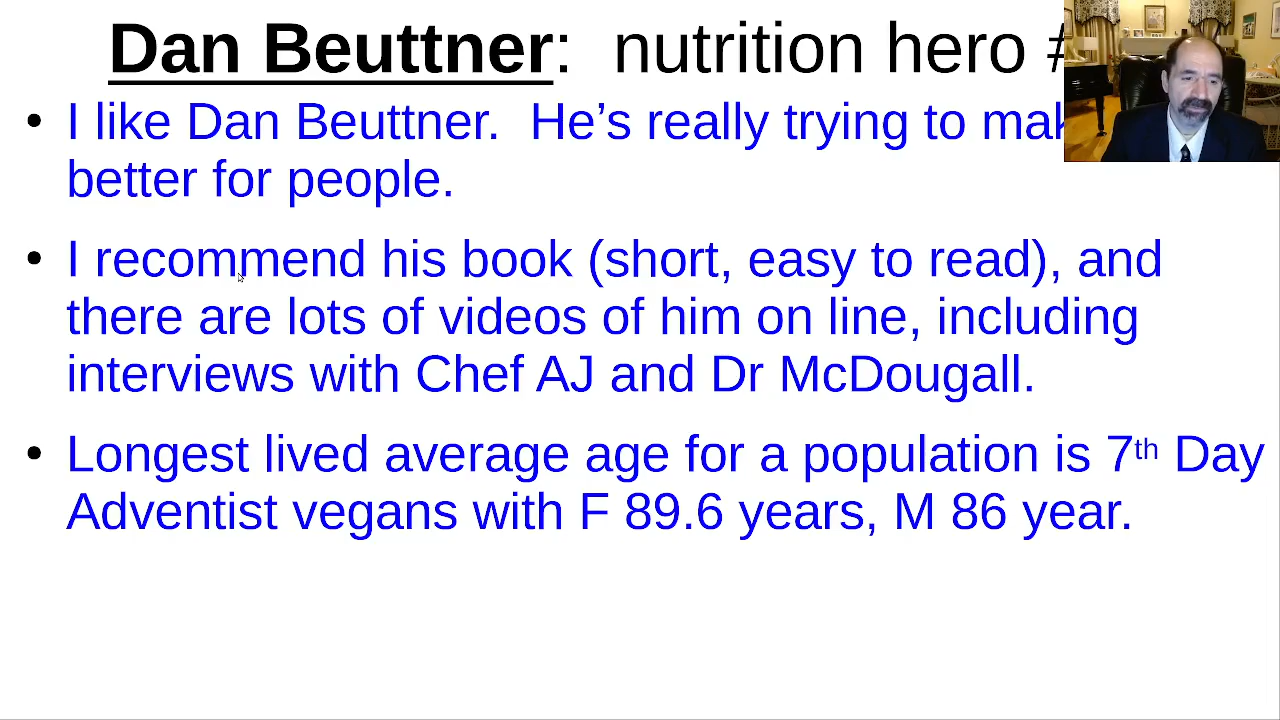 Dan Beuttner: nutrition hero #
• I like Dan Beuttner. He’s really trying to
better for people.
• I recommend his book (short, easy to read), and
there are lots of videos of him on line, including
interviews with Chef AJ and Dr McDougall.
• Longest lived average age for a population is 7th Day
Adventist vegans with F 89.6 years, M 86 year.